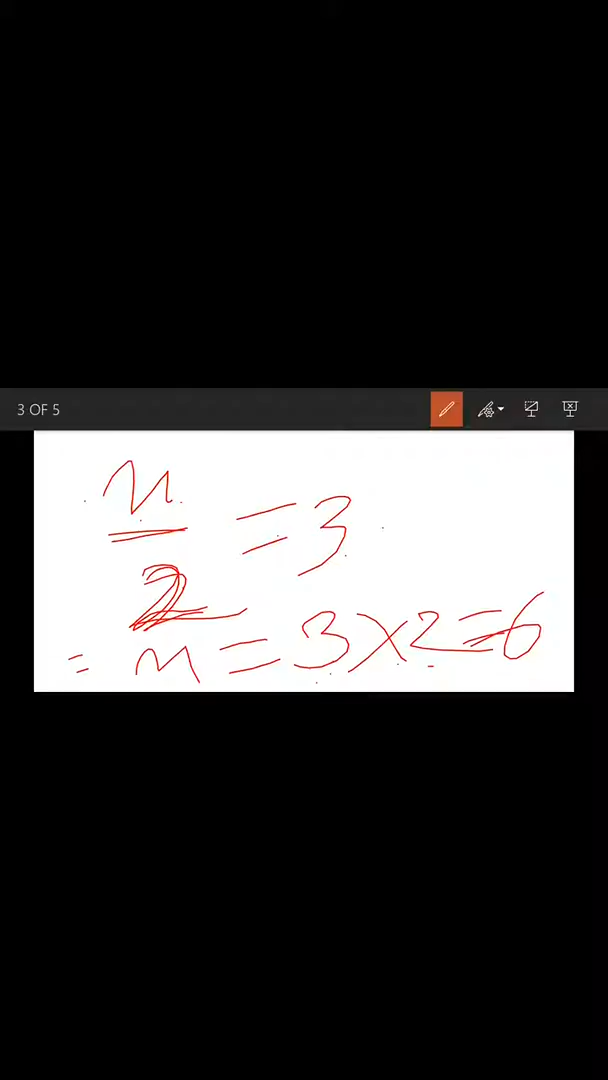 3 OF 5
n/2 = 3
= n = 3 × 2 = 6